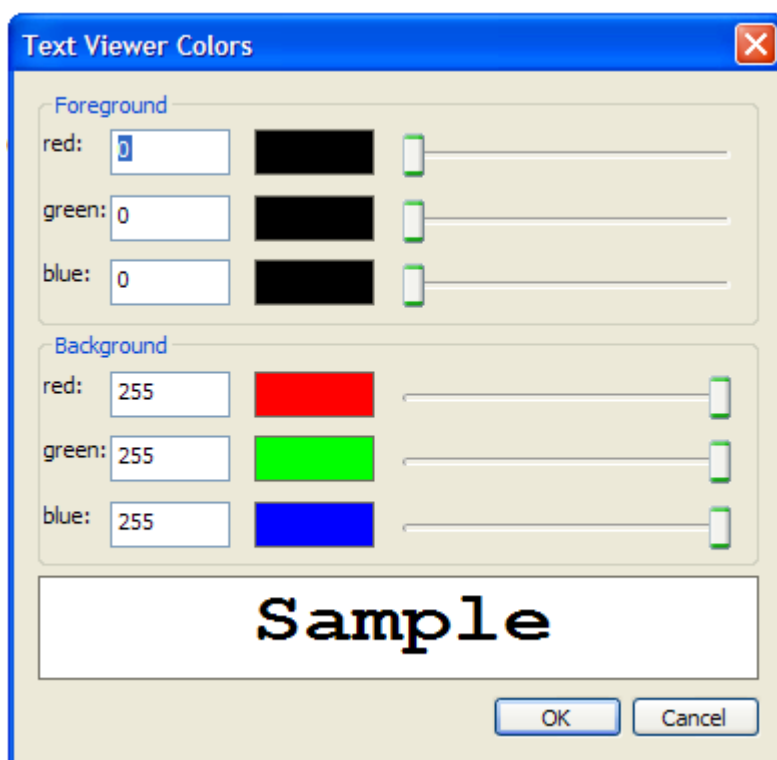 Text Viewer Colors
Foreground
red: 0
green: 0
blue: 0
Background
red: 255
green: 255
blue: 255
Sample
OK Cancel